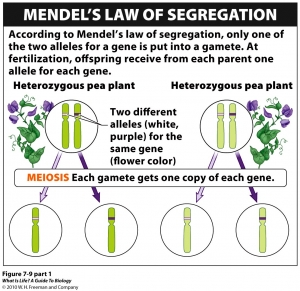 MENDEL'S LAW OF SEGREGATION
According to Mendel's law of segregation, only one of
the two alleles for a gene is put into a gamete. At
fertilization, offspring receive from each parent one
allele for each gene.
Heterozygous pea plant
Heterozygous pea plant
Two different
alleles (white,
purple) for the
same gene
(flower color)
MEIOSIS Each gamete gets one copy of each gene.
Figure 7-9 part 1
What Is Life? A Guide To Biology
© 2010 W. H. Freeman and Company